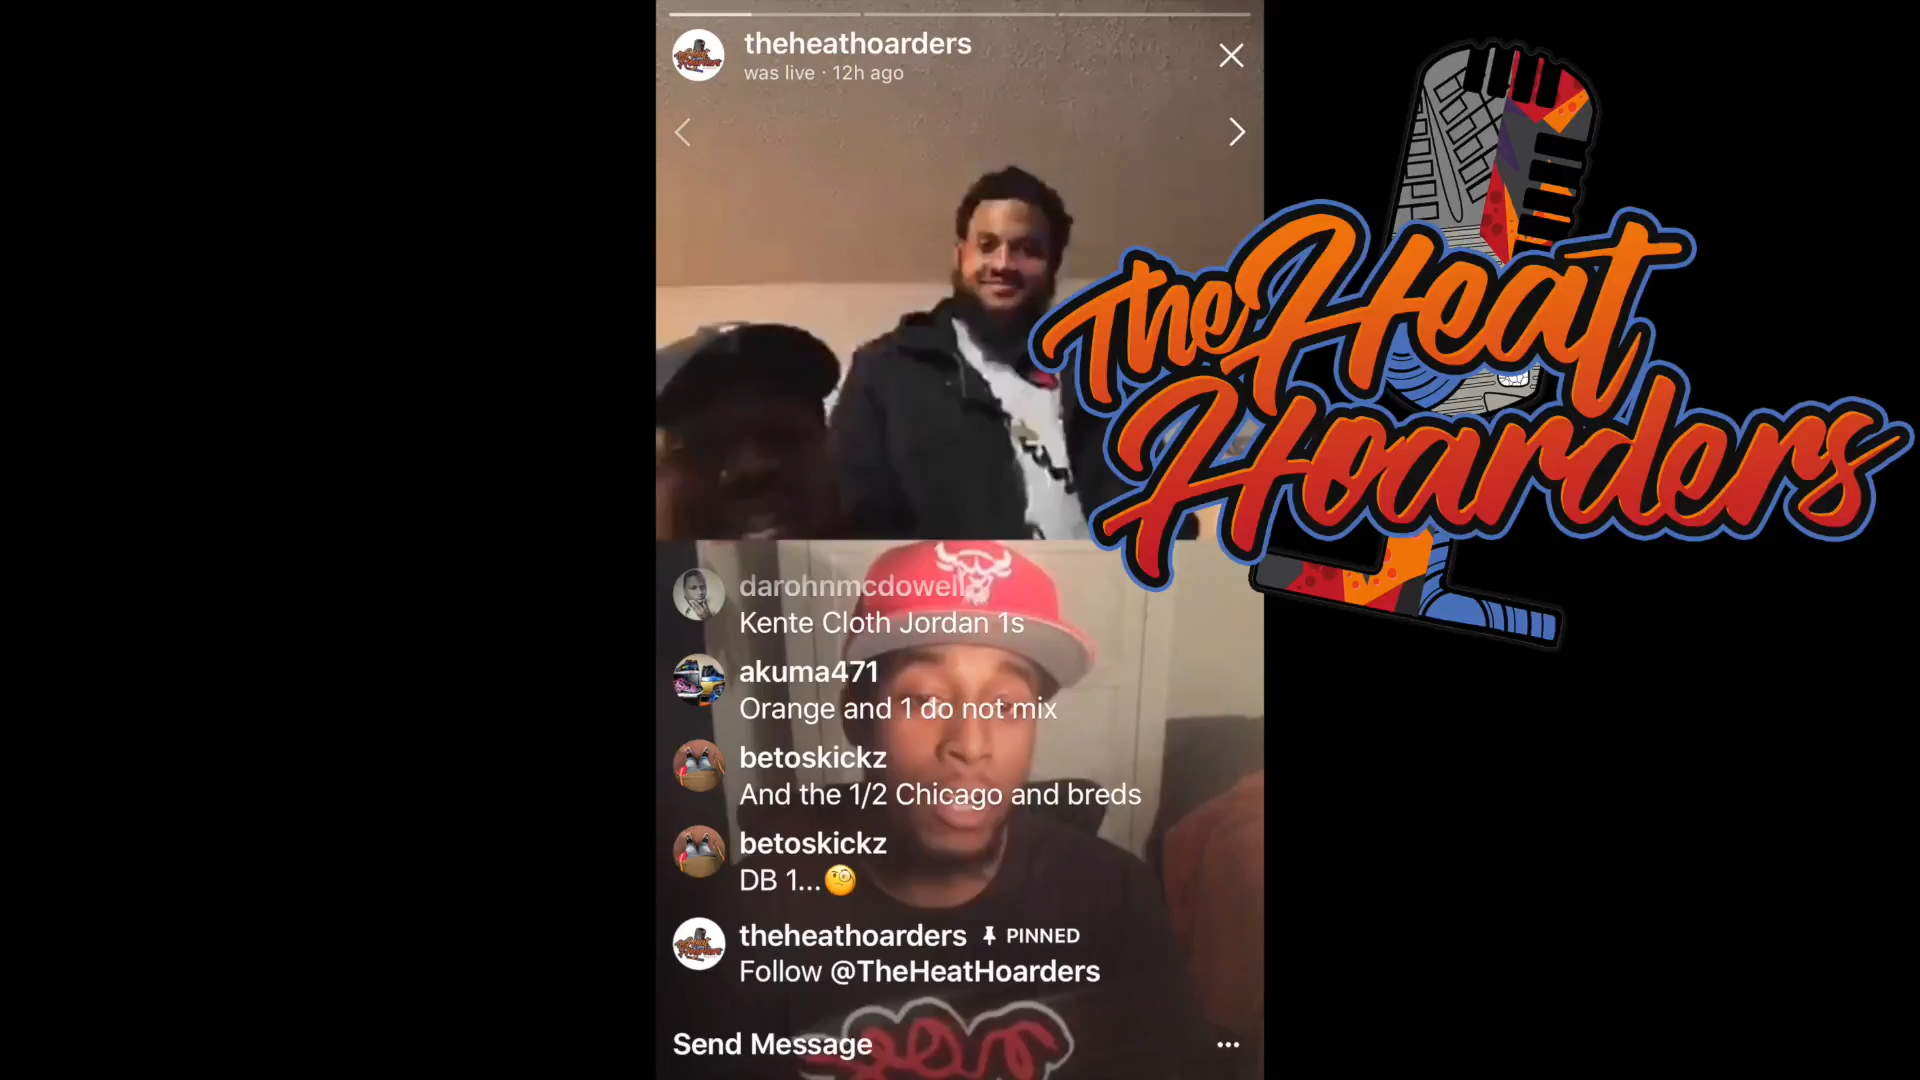 theheathoarders
was live · 12h ago
The Heat
Hoarders
darohnmcdowell
Kente Cloth Jordan 1s
akuma471
Orange and 1 do not mix
betoskickz
And the 1/2 Chicago and breds
betoskickz
DB 1...🧐
theheathoarders PINNED
Follow @TheHeatHoarders
Send Message